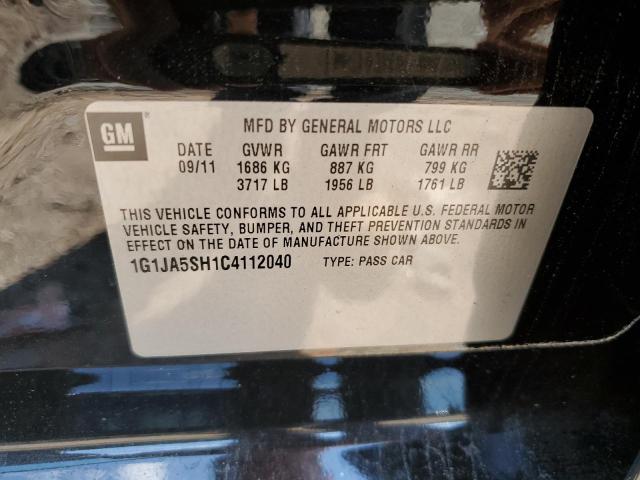 GM
MFD BY GENERAL MOTORS LLC
DATE GVWR GAWR FRT GAWR RR
09/11 1686 KG 887 KG 799 KG
3717 LB 1956 LB 1761 LB
THIS VEHICLE CONFORMS TO ALL APPLICABLE U.S. FEDERAL MOTOR
VEHICLE SAFETY, BUMPER, AND THEFT PREVENTION STANDARDS IN
EFFECT ON THE DATE OF MANUFACTURE SHOWN ABOVE.
1G1JA5SH1C4112040 TYPE: PASS CAR